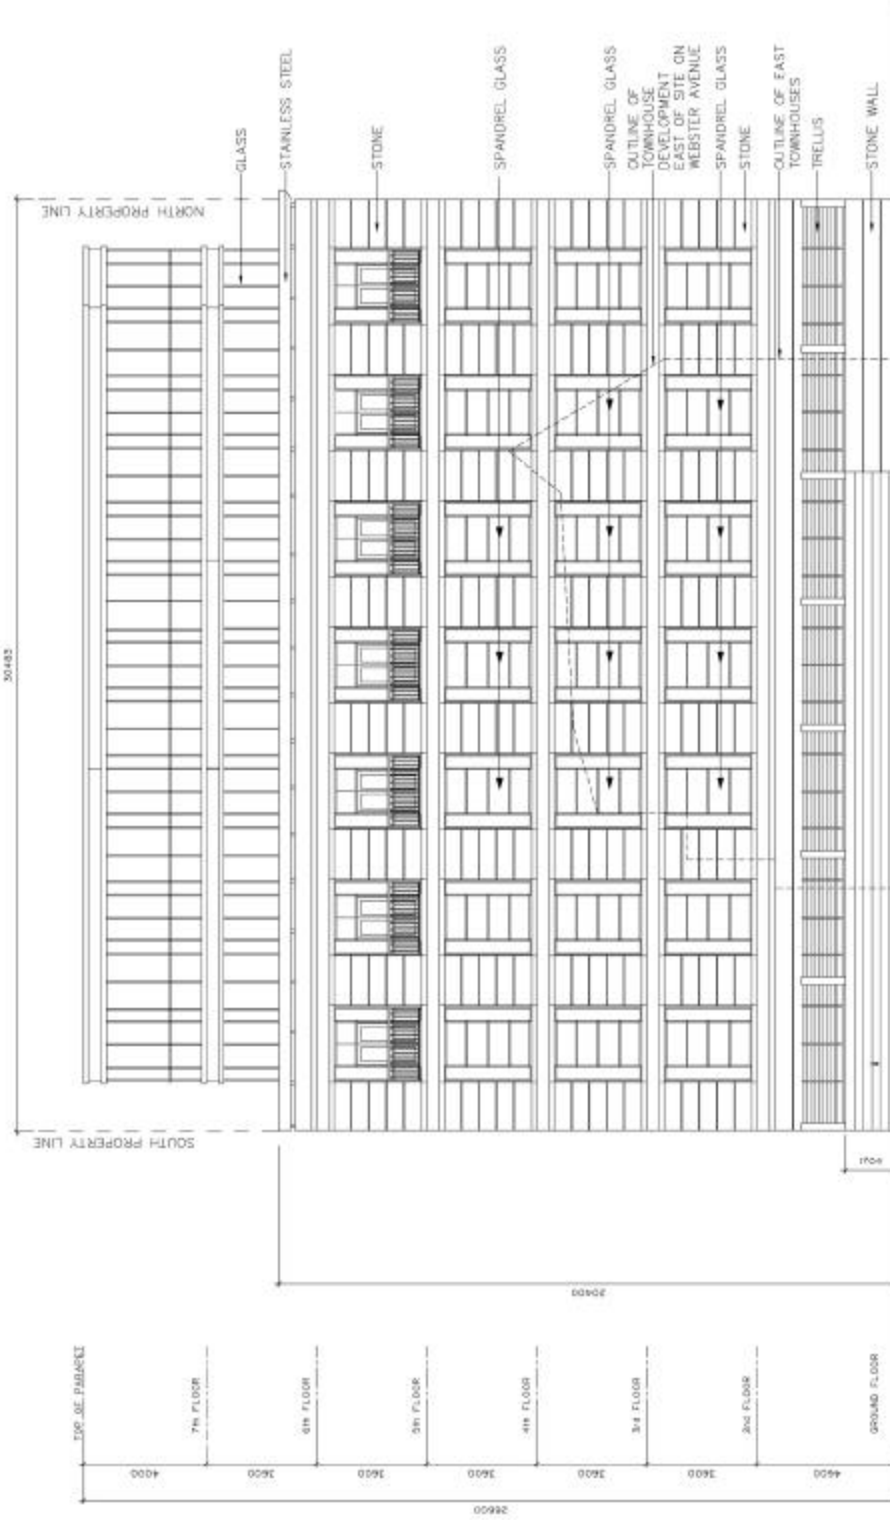 30483
NORTH PROPERTY LINE
GLASS
STAINLESS STEEL
STONE
SPANDREL GLASS
SPANDREL GLASS
OUTLINE OF
TOWNHOUSE
DEVELOPMENT
EAST OF SITE ON
WEBSTER AVENUE
SPANDREL GLASS
STONE
OUTLINE OF EAST
TOWNHOUSES
TRELLIS
STONE WALL
SOUTH PROPERTY LINE
20400
TOP OF PARAPET
7th FLOOR
6th FLOOR
5th FLOOR
4th FLOOR
3rd FLOOR
2nd FLOOR
GROUND FLOOR
4000
3600
3600
3600
3600
3600
4600
26600